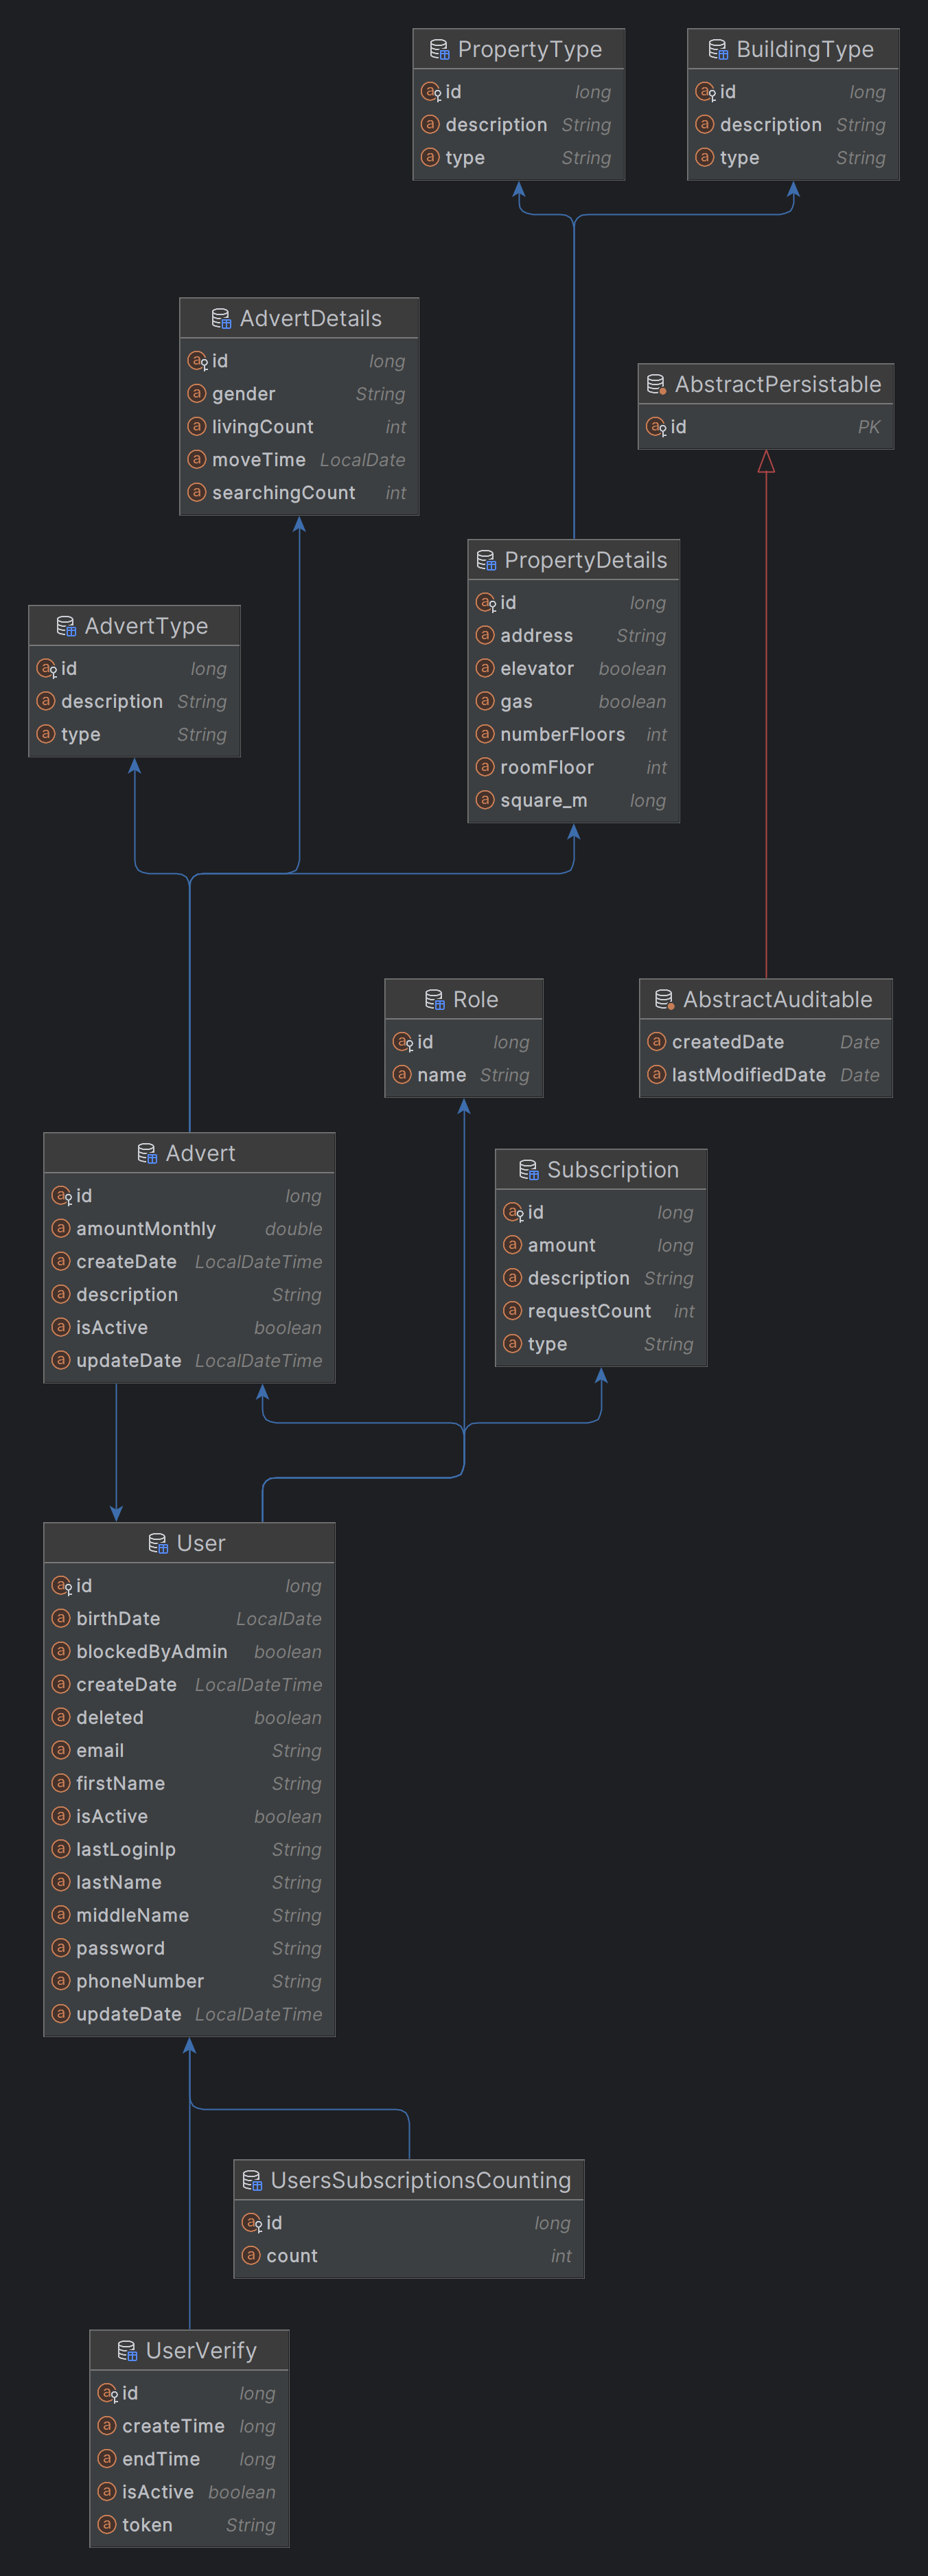 PropertyType
id long
description String
type String
BuildingType
id long
description String
type String
AdvertDetails
id long
gender String
livingCount int
moveTime LocalDate
searchingCount int
AbstractPersistable
id PK
PropertyDetails
id long
address String
elevator boolean
gas boolean
numberFloors int
roomFloor int
square_m long
AdvertType
id long
description String
type String
Role
id long
name String
AbstractAuditable
createdDate Date
lastModifiedDate Date
Advert
id long
amountMonthly double
createDate LocalDateTime
description String
isActive boolean
updateDate LocalDateTime
Subscription
id long
amount long
description String
requestCount int
type String
User
id long
birthDate LocalDate
blockedByAdmin boolean
createDate LocalDateTime
deleted boolean
email String
firstName String
isActive boolean
lastLoginIp String
lastName String
middleName String
password String
phoneNumber String
updateDate LocalDateTime
UsersSubscriptionsCounting
id long
count int
UserVerify
id long
createTime long
endTime long
isActive boolean
token String